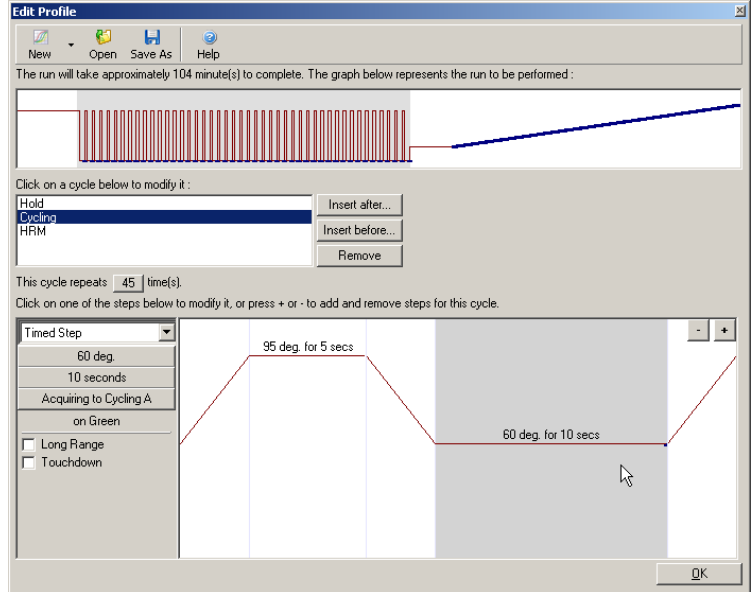 Edit Profile
New Open Save As Help
The run will take approximately 104 minute(s) to complete. The graph below represents the run to be performed :
Click on a cycle below to modify it :
Hold
Cycling
HRM
Insert after...
Insert before...
Remove
This cycle repeats 45 time(s).
Click on one of the steps below to modify it, or press + or - to add and remove steps for this cycle.
Timed Step
60 deg.
10 seconds
Acquiring to Cycling A
on Green
Long Range
Touchdown
95 deg. for 5 secs
60 deg. for 10 secs
- +
OK